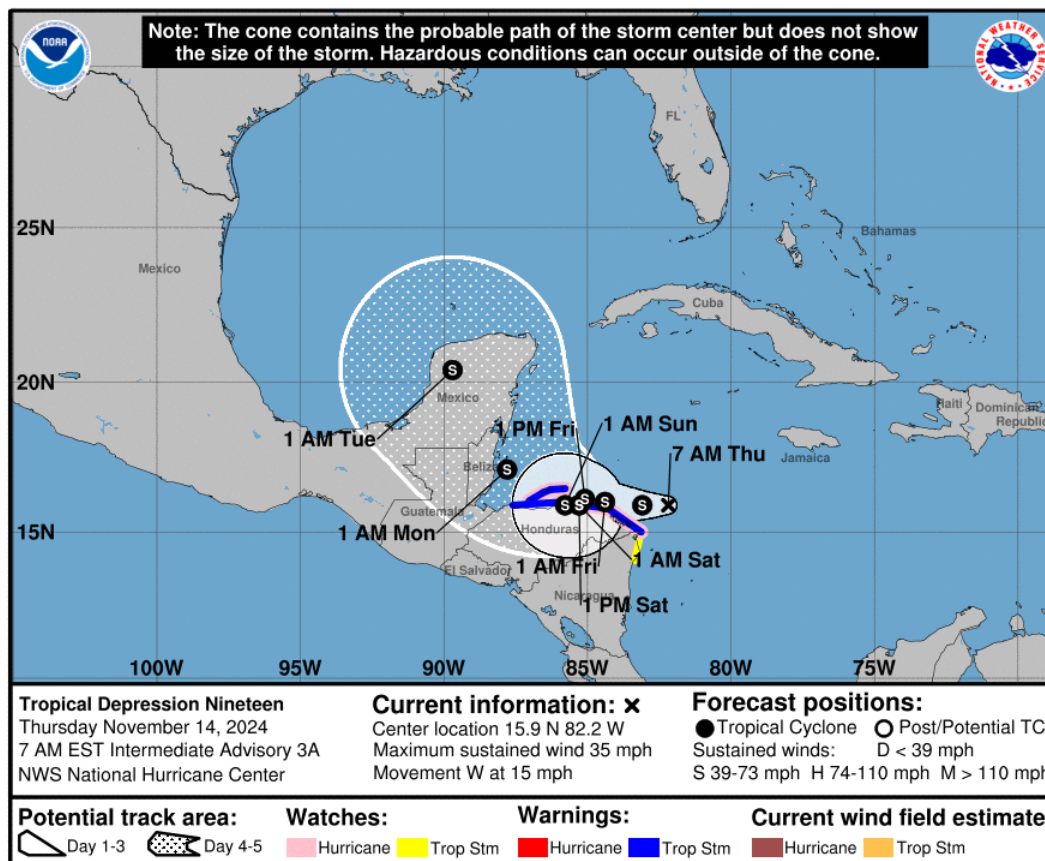 Note: The cone contains the probable path of the storm center but does not show
the size of the storm. Hazardous conditions can occur outside of the cone.
NOAA
NATIONAL WEATHER SERVICE
FL
25N
Mexico
Bahamas
Cuba
20N
Mexico
Haiti
Dominican
Republic
1 AM Tue
1 PM Fri
1 AM Sun
7 AM Thu
Jamaica
Belize
Guatemala
15N
1 AM Mon
Honduras
El Salvador
1 AM Fri
1 AM Sat
Nicaragua
1 PM Sat
S
S
S
S
S
S
S
100W
95W
90W
85W
80W
75W
Tropical Depression Nineteen
Thursday November 14, 2024
7 AM EST Intermediate Advisory 3A
NWS National Hurricane Center
Current information: ×
Center location 15.9 N 82.2 W
Maximum sustained wind 35 mph
Movement W at 15 mph
Forecast positions:
Tropical Cyclone Post/Potential TC
Sustained winds: D < 39 mph
S 39-73 mph H 74-110 mph M > 110 mph
Potential track area:
Day 1-3 Day 4-5
Watches:
Hurricane Trop Stm
Warnings:
Hurricane Trop Stm
Current wind field estimate
Hurricane Trop Stm